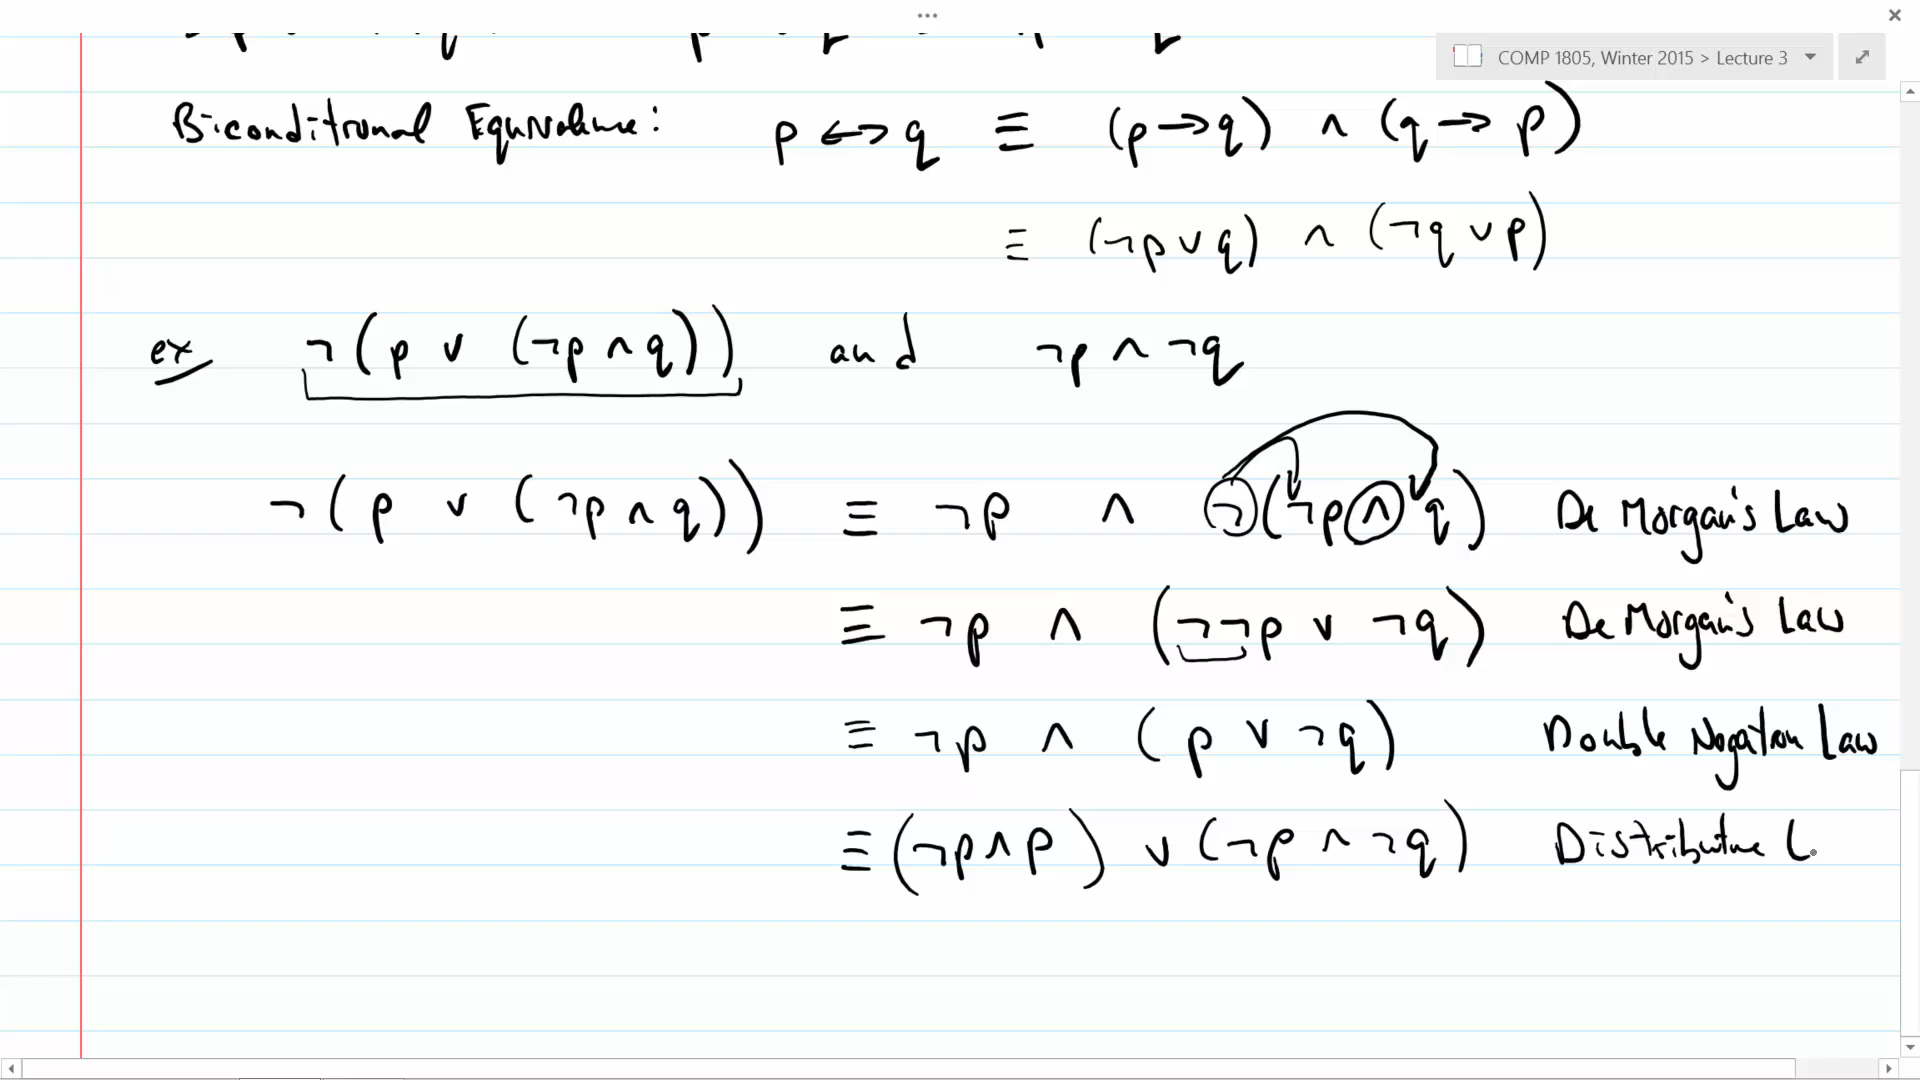 COMP 1805, Winter 2015 > Lecture 3
Biconditional Equivalence: p ↔ q ≡ (p → q) ∧ (q → p)
≡ (¬p ∨ q) ∧ (¬q ∨ p)
ex ¬(p ∨ (¬p ∧ q)) and ¬p ∧ ¬q
¬(p ∨ (¬p ∧ q)) ≡ ¬p ∧ ¬(¬p ∧ q) De Morgan's Law
≡ ¬p ∧ (¬¬p ∨ ¬q) De Morgan's Law
≡ ¬p ∧ (p ∨ ¬q) Double Negation Law
≡ (¬p ∧ p) ∨ (¬p ∧ ¬q) Distributive L